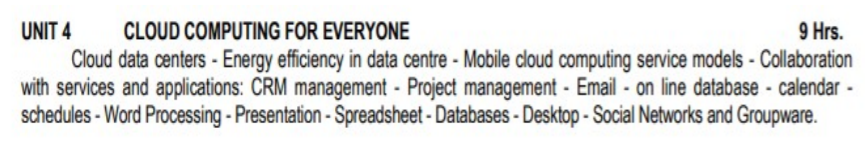 UNIT 4 CLOUD COMPUTING FOR EVERYONE 9 Hrs.
Cloud data centers - Energy efficiency in data centre - Mobile cloud computing service models - Collaboration
with services and applications: CRM management - Project management - Email - on line database - calendar -
schedules - Word Processing - Presentation - Spreadsheet - Databases - Desktop - Social Networks and Groupware.